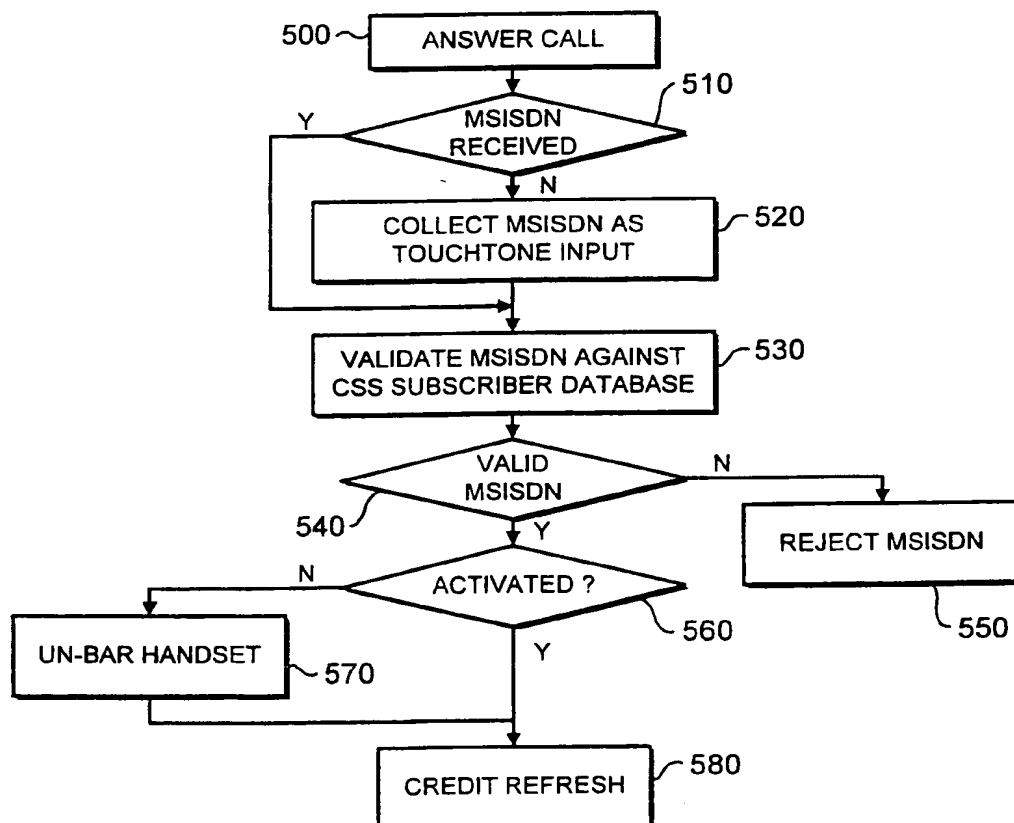 500
ANSWER CALL
510
Y
MSISDN
RECEIVED
N
COLLECT MSISDN AS
TOUCHTONE INPUT
520
VALIDATE MSISDN AGAINST
CSS SUBSCRIBER DATABASE
530
VALID
MSISDN
N
540
Y
REJECT MSISDN
550
N
ACTIVATED ?
560
Y
UN-BAR HANDSET
570
CREDIT REFRESH
580